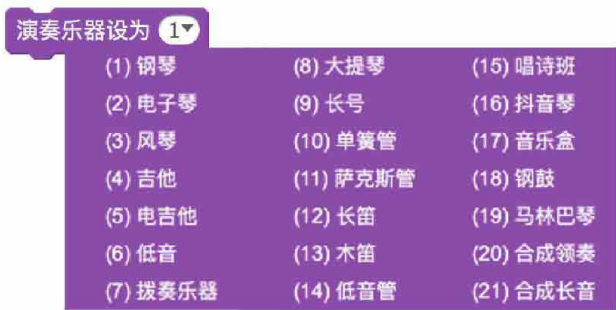 演奏乐器设为 1▾
(1) 钢琴 (8) 大提琴 (15) 唱诗班
(2) 电子琴 (9) 长号 (16) 抖音琴
(3) 风琴 (10) 单簧管 (17) 音乐盒
(4) 吉他 (11) 萨克斯管 (18) 钢鼓
(5) 电吉他 (12) 长笛 (19) 马林巴琴
(6) 低音 (13) 木笛 (20) 合成领奏
(7) 拨奏乐器 (14) 低音管 (21) 合成长音